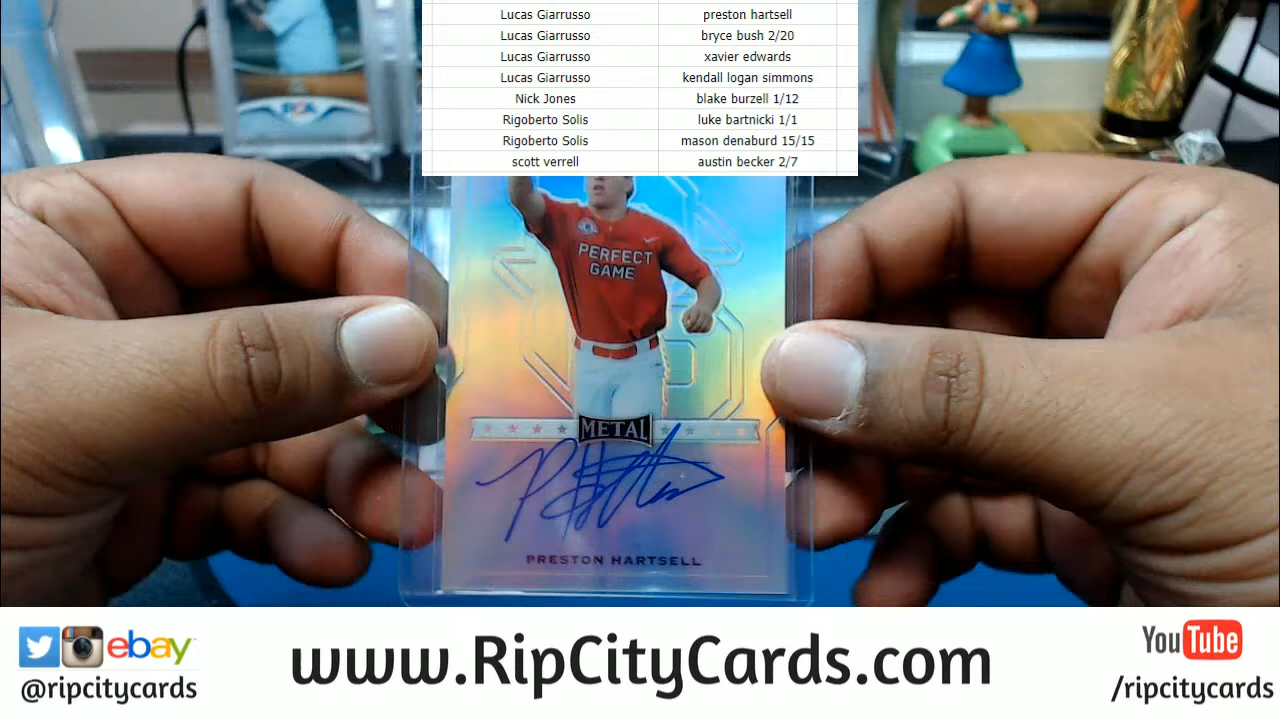 Lucas Giarrusso preston hartsell
Lucas Giarrusso bryce bush 2/20
Lucas Giarrusso xavier edwards
Lucas Giarrusso kendall logan simmons
Nick Jones blake burzell 1/12
Rigoberto Solis luke bartnicki 1/1
Rigoberto Solis mason denaburd 15/15
scott verrell austin becker 2/7
PERFECT
GAME
METAL
PRESTON HARTSELL
ebay
@ripcitycards
www.RipCityCards.com
YouTube
/ripcitycards